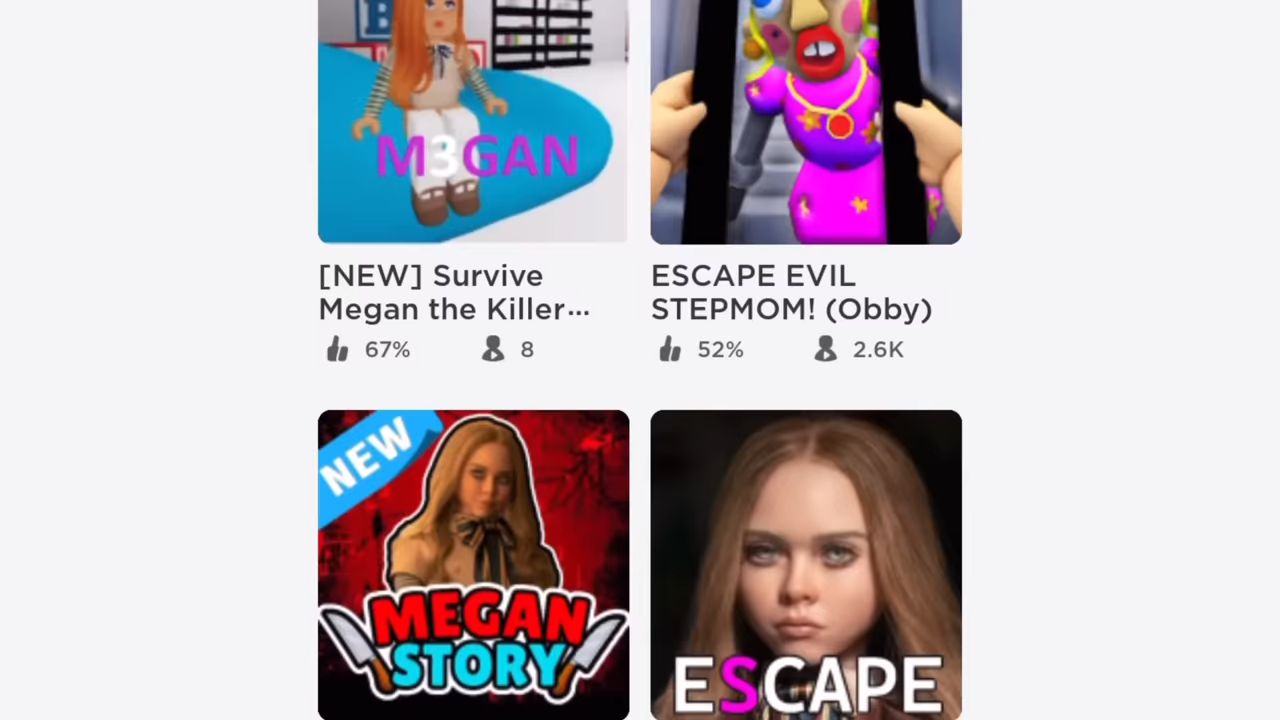 M3GAN
[NEW] Survive
Megan the Killer...
67%
8
ESCAPE EVIL
STEPMOM! (Obby)
52%
2.6K
NEW
MEGAN
STORY
ESCAPE